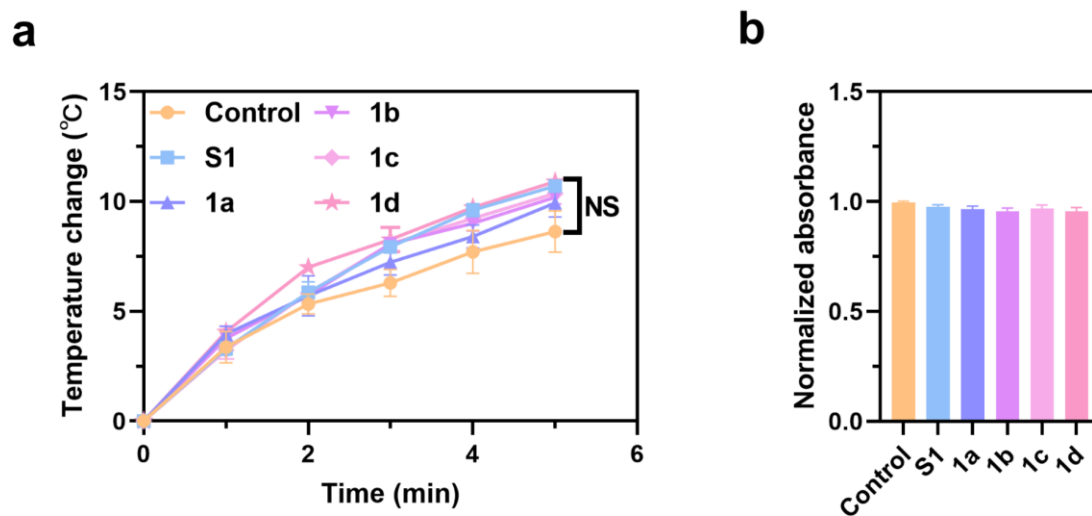 a
Temperature change (℃)
15
10
5
0
0
2
4
6
Time (min)
Control
S1
1a
1b
1c
1d
NS
b
Normalized absorbance
1.5
1.0
0.5
0.0
Control
S1
1a
1b
1c
1d